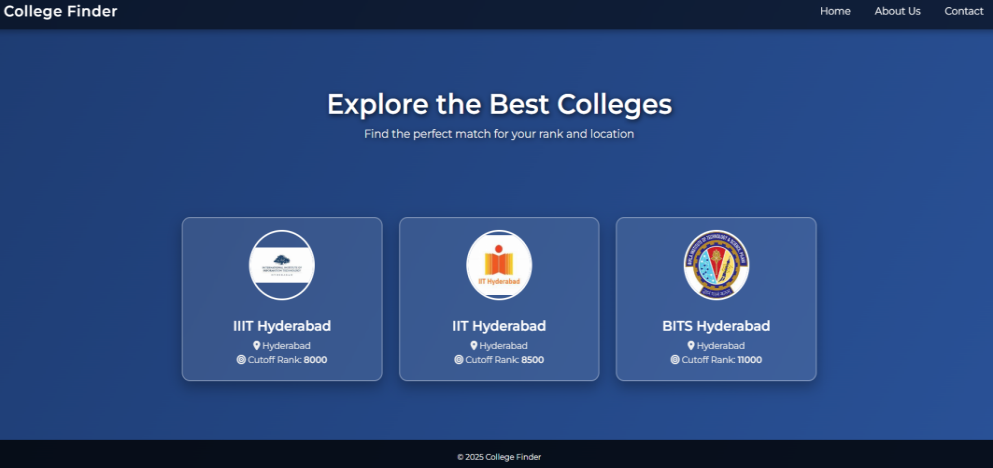 College Finder
Home
About Us
Contact
Explore the Best Colleges
Find the perfect match for your rank and location
IIIT Hyderabad
Hyderabad
Cutoff Rank: 8000
IIT Hyderabad
IIT Hyderabad
Hyderabad
Cutoff Rank: 8500
BITS Hyderabad
Hyderabad
Cutoff Rank: 11000
© 2025 College Finder